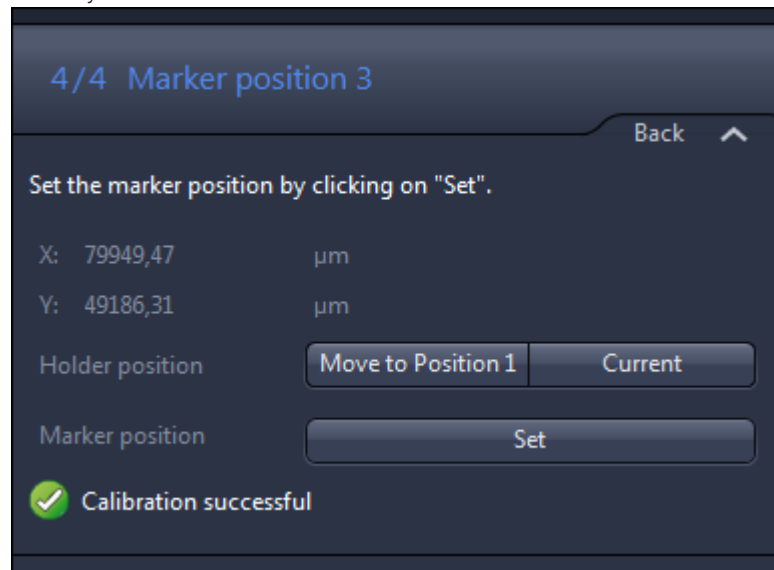 4/4 Marker position 3
Back
Set the marker position by clicking on "Set".
X: 79949,47 µm
Y: 49186,31 µm
Holder position Move to Position 1 Current
Marker position Set
Calibration successful